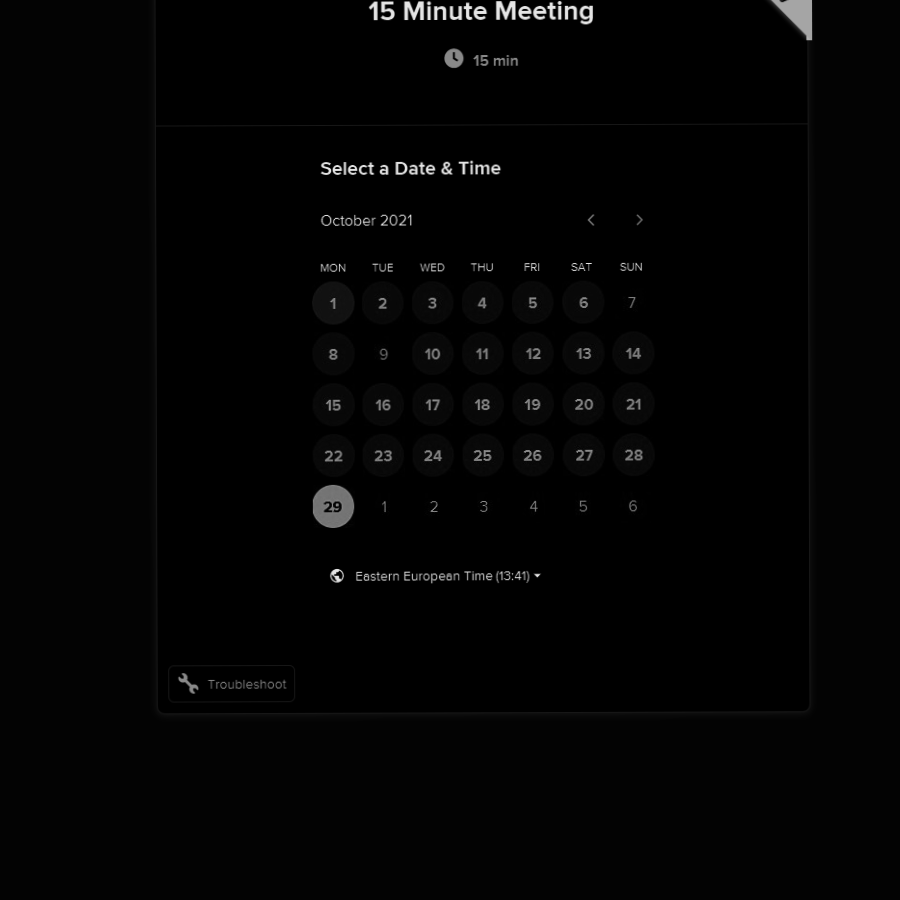 15 Minute Meeting
15 min
Select a Date & Time
October 2021
MON TUE WED THU FRI SAT SUN
1 2 3 4 5 6 7
8 9 10 11 12 13 14
15 16 17 18 19 20 21
22 23 24 25 26 27 28
29 1 2 3 4 5 6
Eastern European Time (13:41)
Troubleshoot